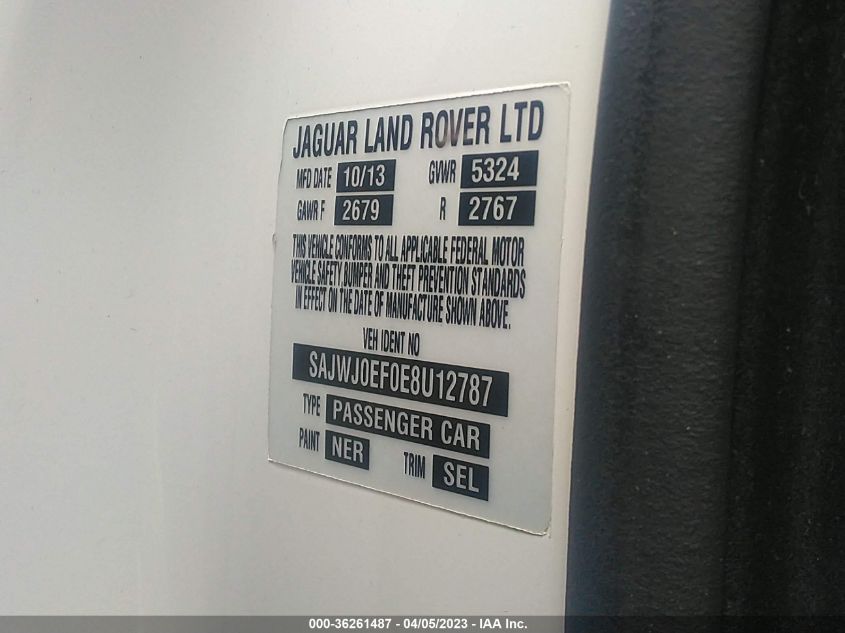 JAGUAR LAND ROVER LTD
MFD DATE 10/13 GVWR 5324
GAWR F 2679 R 2767
THIS VEHICLE CONFORMS TO ALL APPLICABLE FEDERAL MOTOR
VEHICLE SAFETY,BUMPER AND THEFT PREVENTION STANDARDS
IN EFFECT ON THE DATE OF MANUFACTURE SHOWN ABOVE.
VEH IDENT NO
SAJWJ0EF0E8U12787
TYPE PASSENGER CAR
PAINT NER TRIM SEL
000-36261487 - 04/05/2023 - IAA Inc.